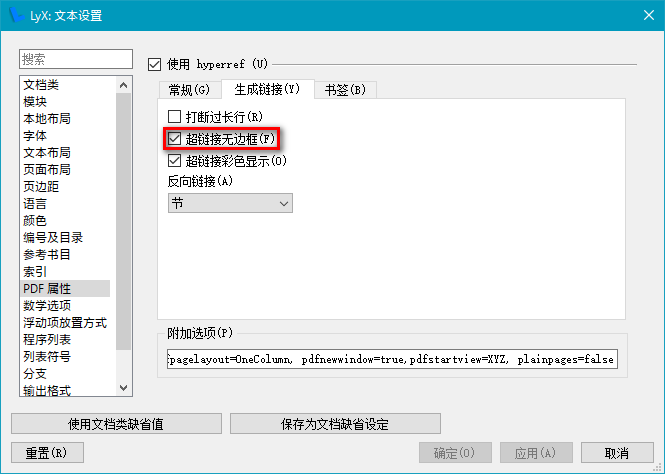 LyX: 文本设置
搜索
文档类
模块
本地布局
字体
文本布局
页面布局
页边距
语言
颜色
编号及目录
参考书目
索引
PDF 属性
数学选项
浮动项放置方式
程序列表
列表符号
分支
输出格式
使用 hyperref (U)
常规(G)
生成链接(Y)
书签(B)
打断过长行(R)
超链接无边框(F)
超链接彩色显示(O)
反向链接(A)
节
附加选项(P)
fpagelayout=OneColumn, pdfnewwindow=true,pdfstartview=XYZ, plainpages=false
使用文档类缺省值
保存为文档缺省设定
重置(R)
确定(O)
应用(A)
取消